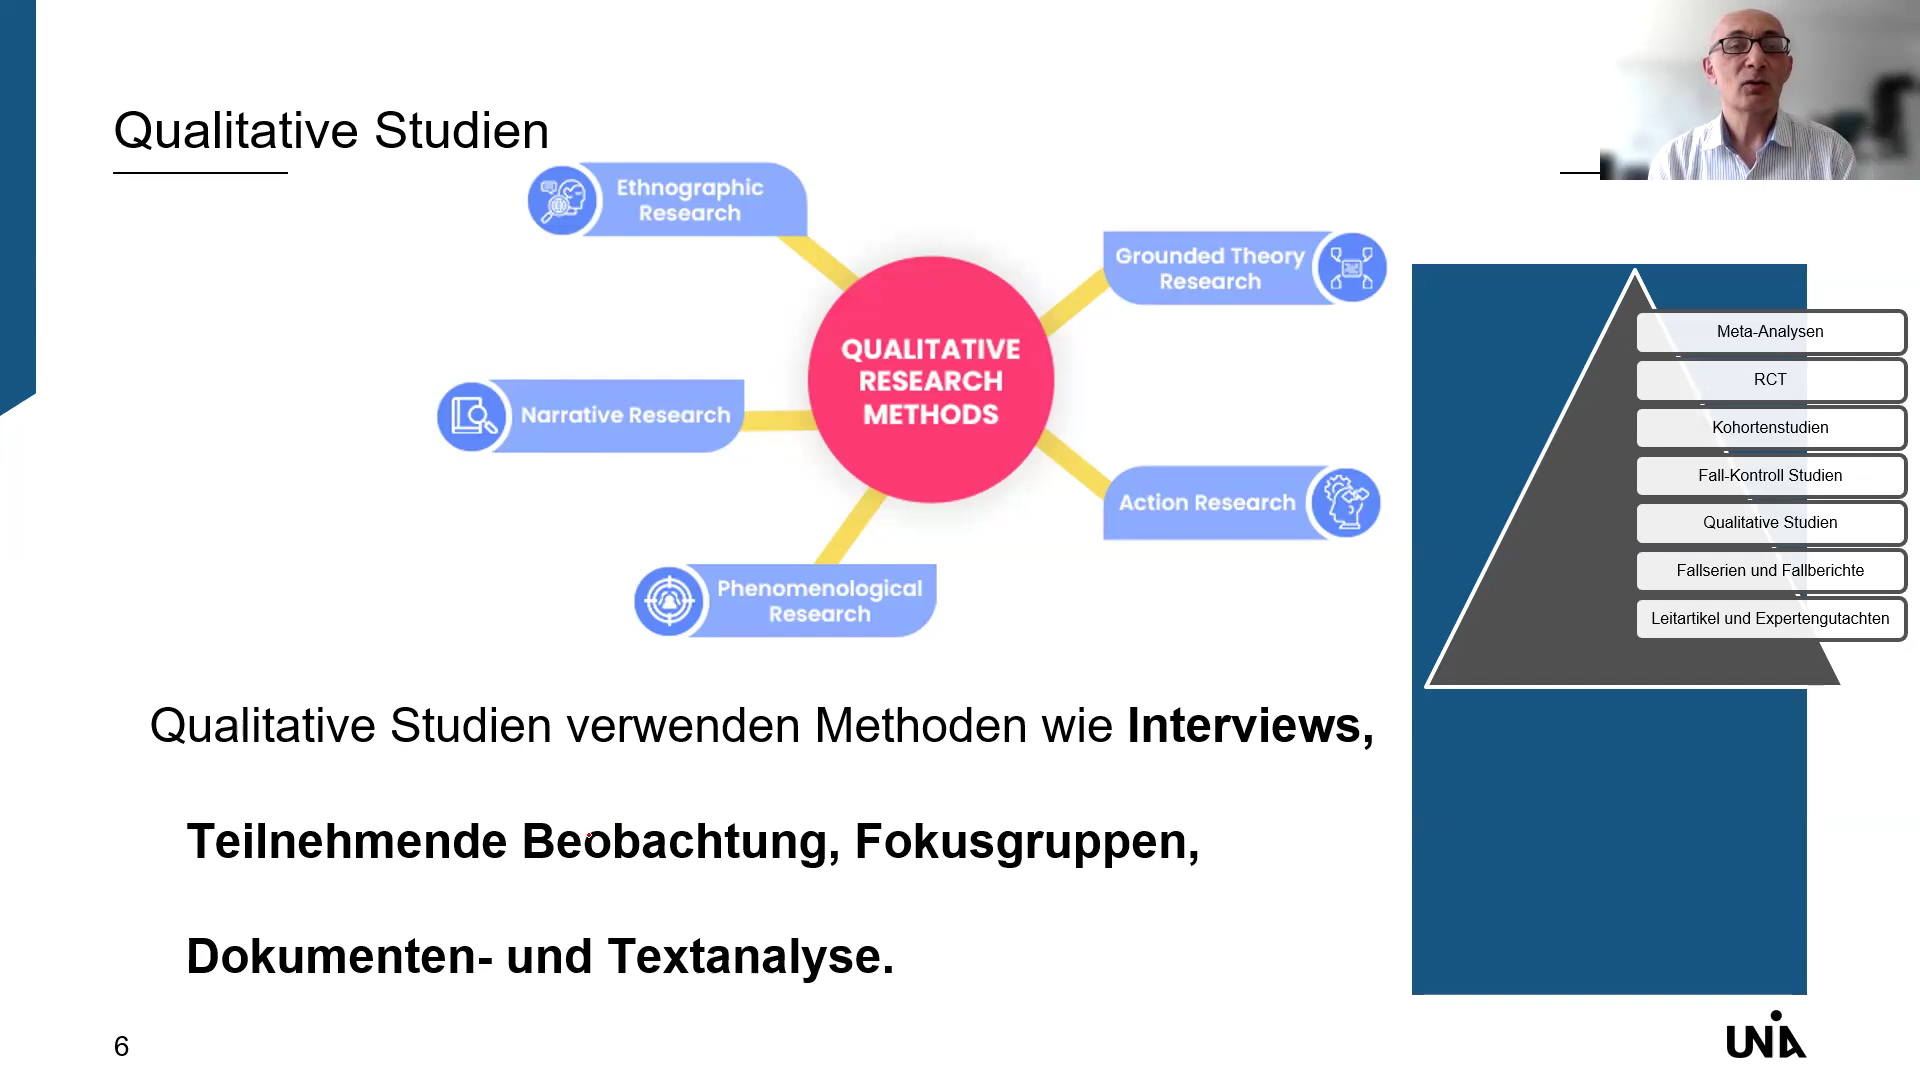 Qualitative Studien
Ethnographic
Research
Grounded Theory
Research
QUALITATIVE
RESEARCH
METHODS
Narrative Research
Action Research
Phenomenological
Research
Meta-Analysen
RCT
Kohortenstudien
Fall-Kontroll Studien
Qualitative Studien
Fallserien und Fallberichte
Leitartikel und Expertengutachten
Qualitative Studien verwenden Methoden wie Interviews,
Teilnehmende Beobachtung, Fokusgruppen,
Dokumenten- und Textanalyse.
6
UNIA